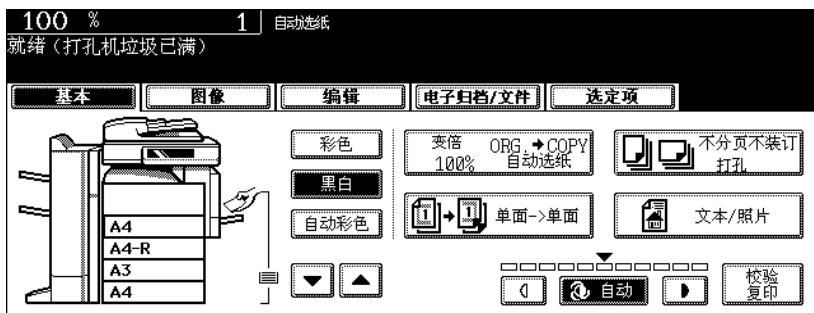 100 % 1 自动选纸
就绪（打孔机垃圾已满）
基本 图像 编辑 电子归档/文件 选定项
彩色
黑白
自动彩色
变倍 ORG.➔COPY
100% 自动选纸
不分页不装订
打孔
1➔1 单面->单面
文本/照片
A4
A4-R
A3
A4
自动
校验
复印